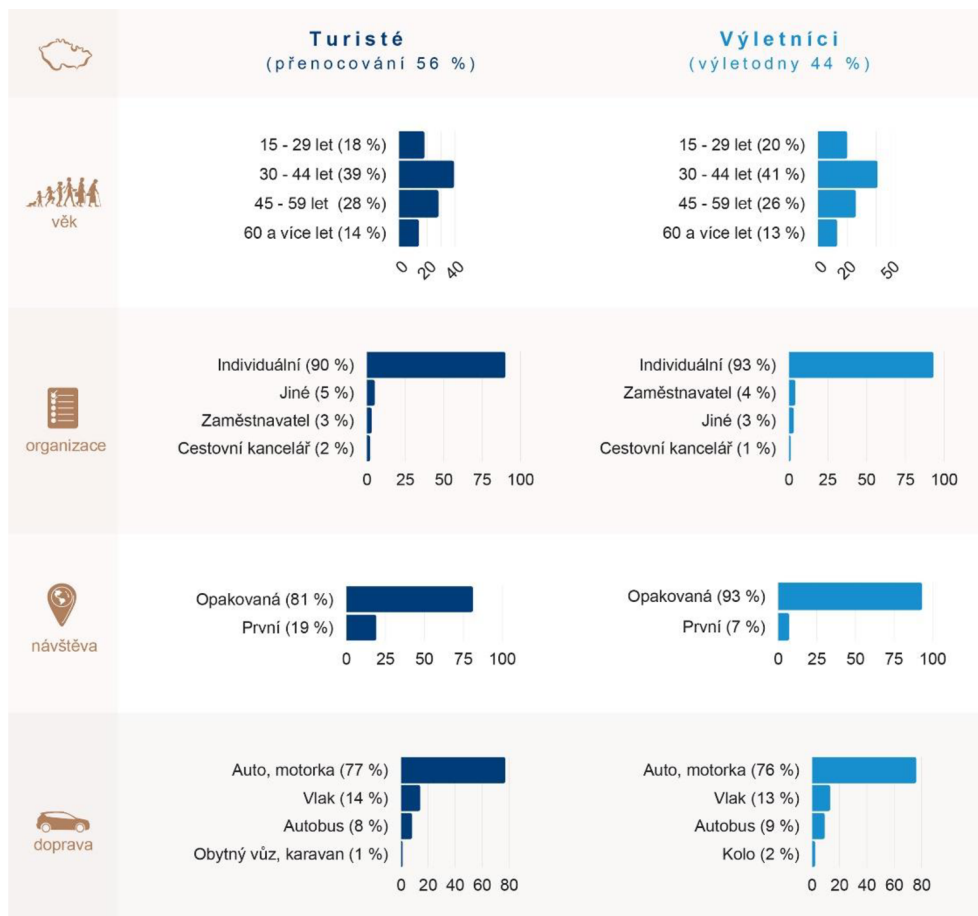 Turisté
(přenocování 56 %)
Výletníci
(výletodny 44 %)
věk
15 - 29 let (18 %)
30 - 44 let (39 %)
45 - 59 let (28 %)
60 a více let (14 %)
0 20 40
15 - 29 let (20 %)
30 - 44 let (41 %)
45 - 59 let (26 %)
60 a více let (13 %)
0 20 50
organizace
Individuální (90 %)
Jiné (5 %)
Zaměstnavatel (3 %)
Cestovní kancelář (2 %)
0 25 50 75 100
Individuální (93 %)
Zaměstnavatel (4 %)
Jiné (3 %)
Cestovní kancelář (1 %)
0 25 50 75 100
návštěva
Opakovaná (81 %)
První (19 %)
0 25 50 75 100
Opakovaná (93 %)
První (7 %)
0 25 50 75 100
doprava
Auto, motorka (77 %)
Vlak (14 %)
Autobus (8 %)
Obytný vůz, karavan (1 %)
0 20 40 60 80
Auto, motorka (76 %)
Vlak (13 %)
Autobus (9 %)
Kolo (2 %)
0 20 40 60 80